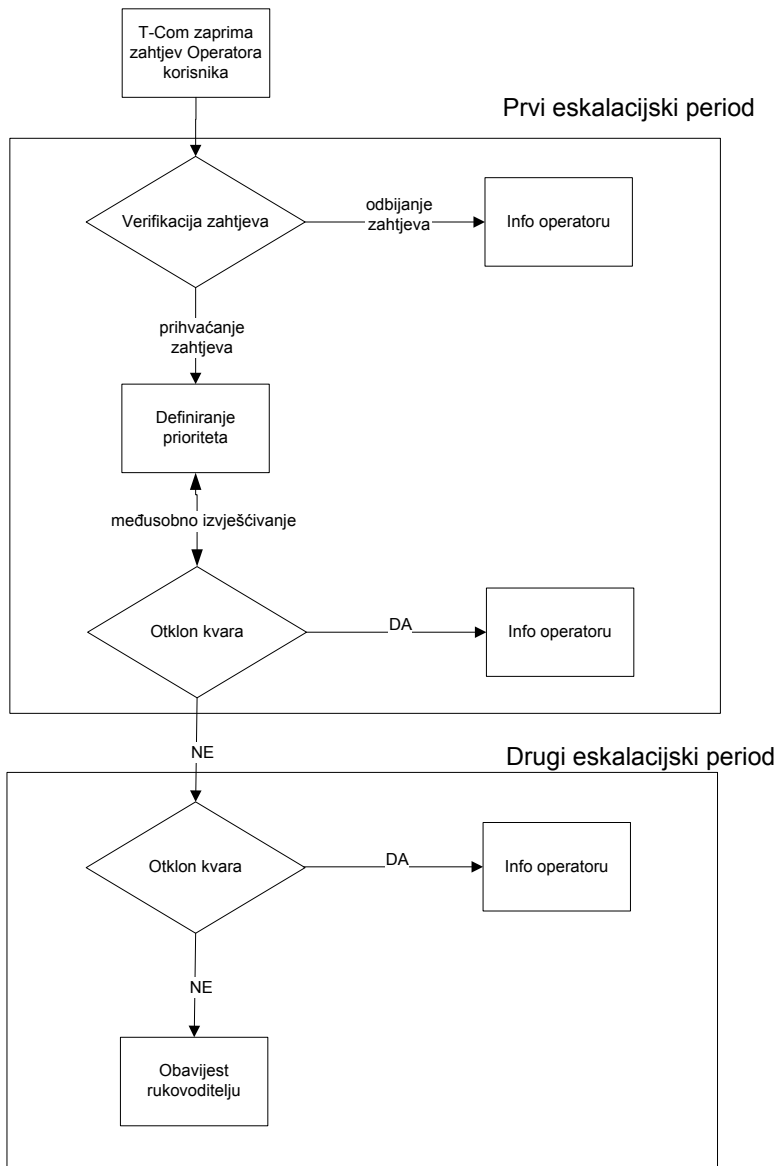 T-Com zaprima
zahtjev Operatora
korisnika
Prvi eskalacijski period
Verifikacija zahtjeva
odbijanje
zahtjeva
Info operatoru
prihvaćanje
zahtjeva
Definiranje
prioriteta
međusobno izvješćivanje
Otklon kvara
DA
Info operatoru
NE
Drugi eskalacijski period
Otklon kvara
DA
Info operatoru
NE
Obavijest
rukovoditelju